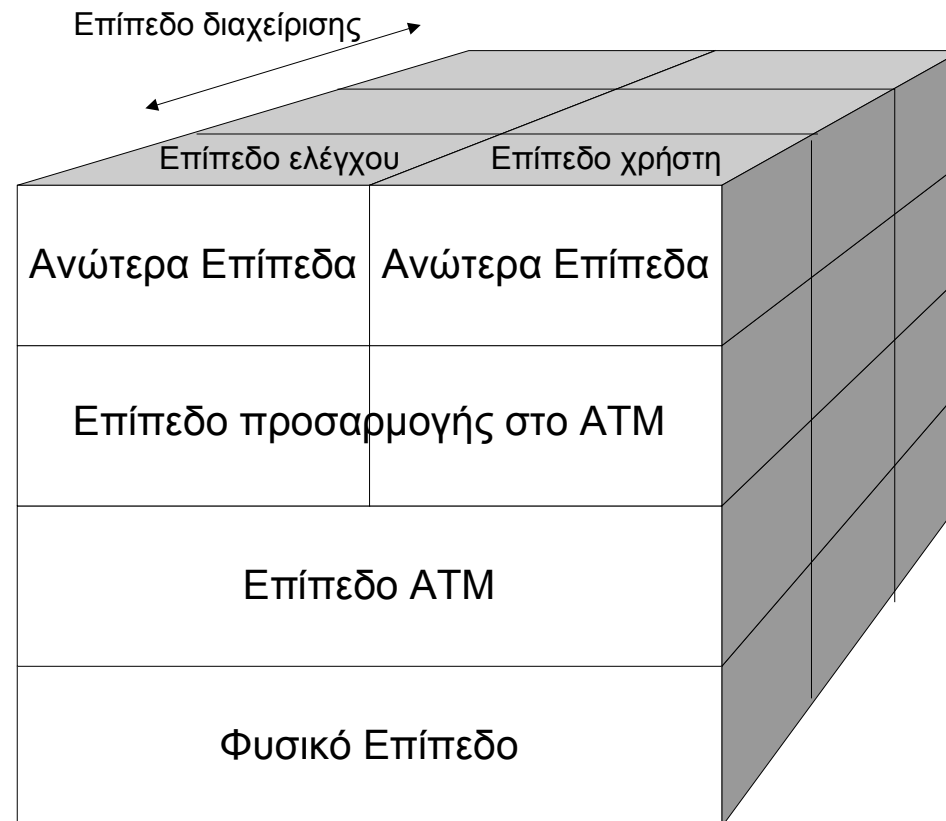 Επίπεδο διαχείρισης
Επίπεδο ελέγχου
Επίπεδο χρήστη
Ανώτερα Επίπεδα
Ανώτερα Επίπεδα
Επίπεδο προσαρμογής στο ATM
Επίπεδο ATM
Φυσικό Επίπεδο